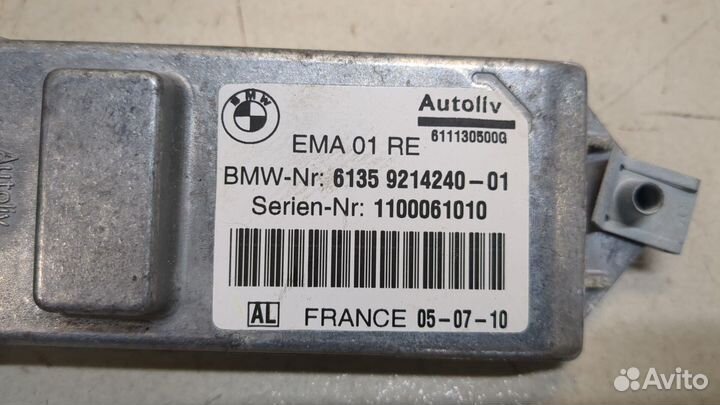 BMW
Autoliv
611130500G
EMA 01 RE
BMW-Nr: 6135 9214240-01
Serien-Nr: 1100061010
AL FRANCE 05-07-10
Autoliv
Avito